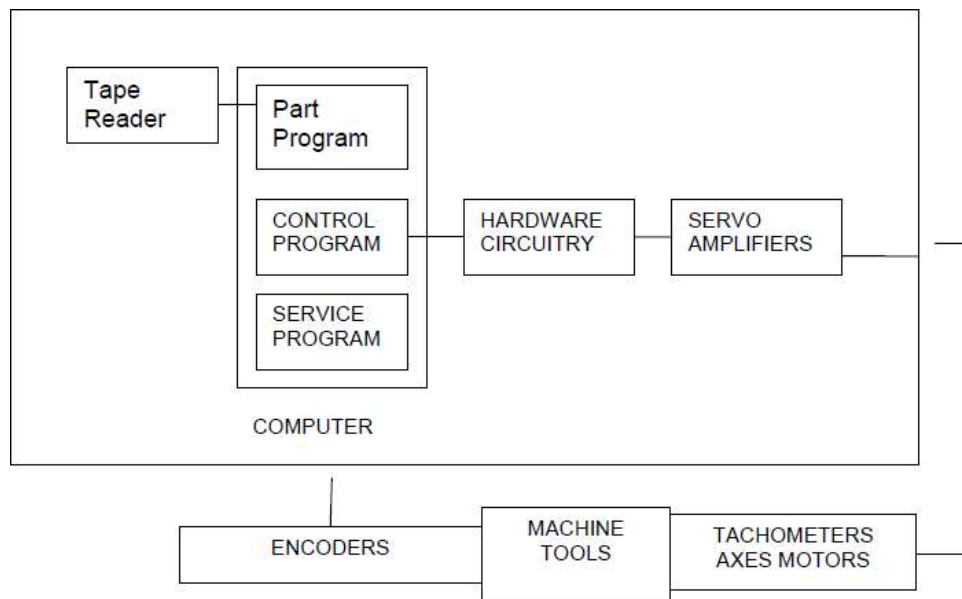 Tape
Reader
Part
Program
CONTROL
PROGRAM
HARDWARE
CIRCUITRY
SERVO
AMPLIFIERS
SERVICE
PROGRAM
COMPUTER
ENCODERS
MACHINE
TOOLS
TACHOMETERS
AXES MOTORS